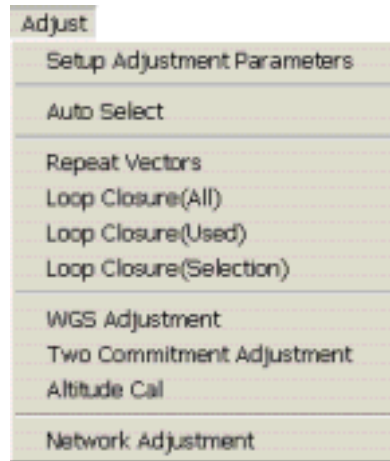 Adjust
Setup Adjustment Parameters
Auto Select
Repeat Vectors
Loop Closure(All)
Loop Closure(Used)
Loop Closure(Selection)
WGS Adjustment
Two Commitment Adjustment
Altitude Cal
Network Adjustment